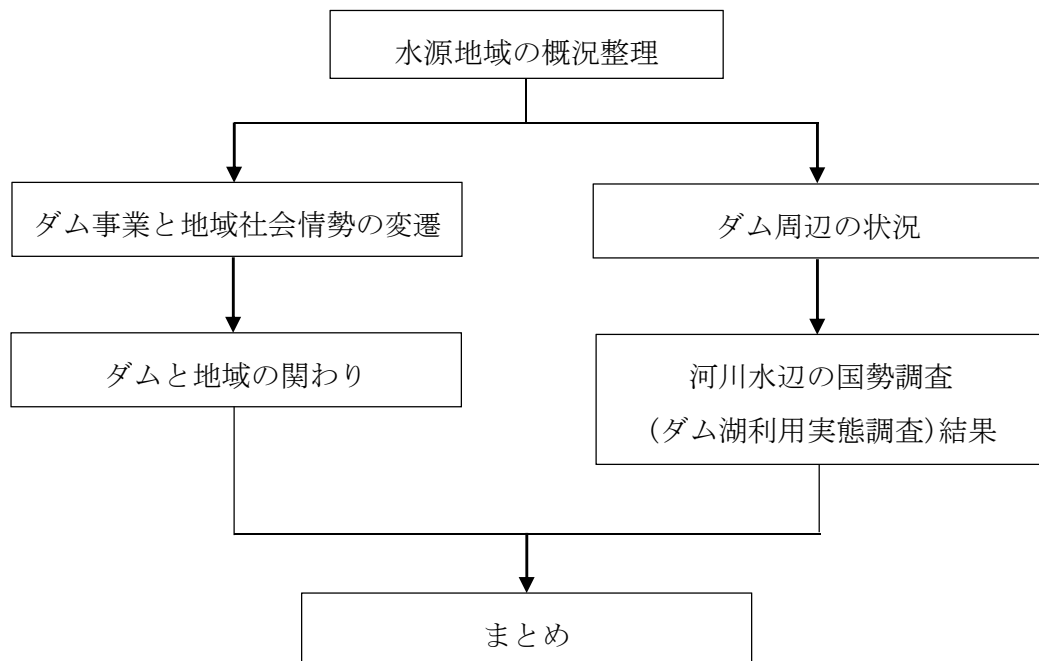 水源地域の概況整理
ダム事業と地域社会情勢の変遷
ダム周辺の状況
ダムと地域の関わり
河川水辺の国勢調査
(ダム湖利用実態調査)結果
まとめ